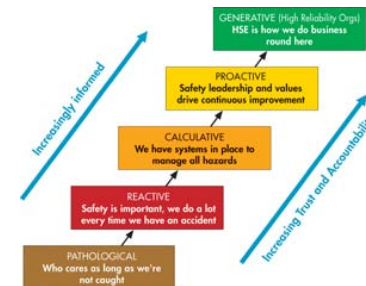 GENERATIVE (High Reliability Orgs)
HSE is how we do business
round here
PROACTIVE
Safety leadership and values
drive continuous improvement
CALCULATIVE
We have systems in place to
manage all hazards
REACTIVE
Safety is important, we do a lot
every time we have an accident
PATHOLOGICAL
Who cares as long as we're
not caught
Increasingly informed
Increasing Trust and Accountability